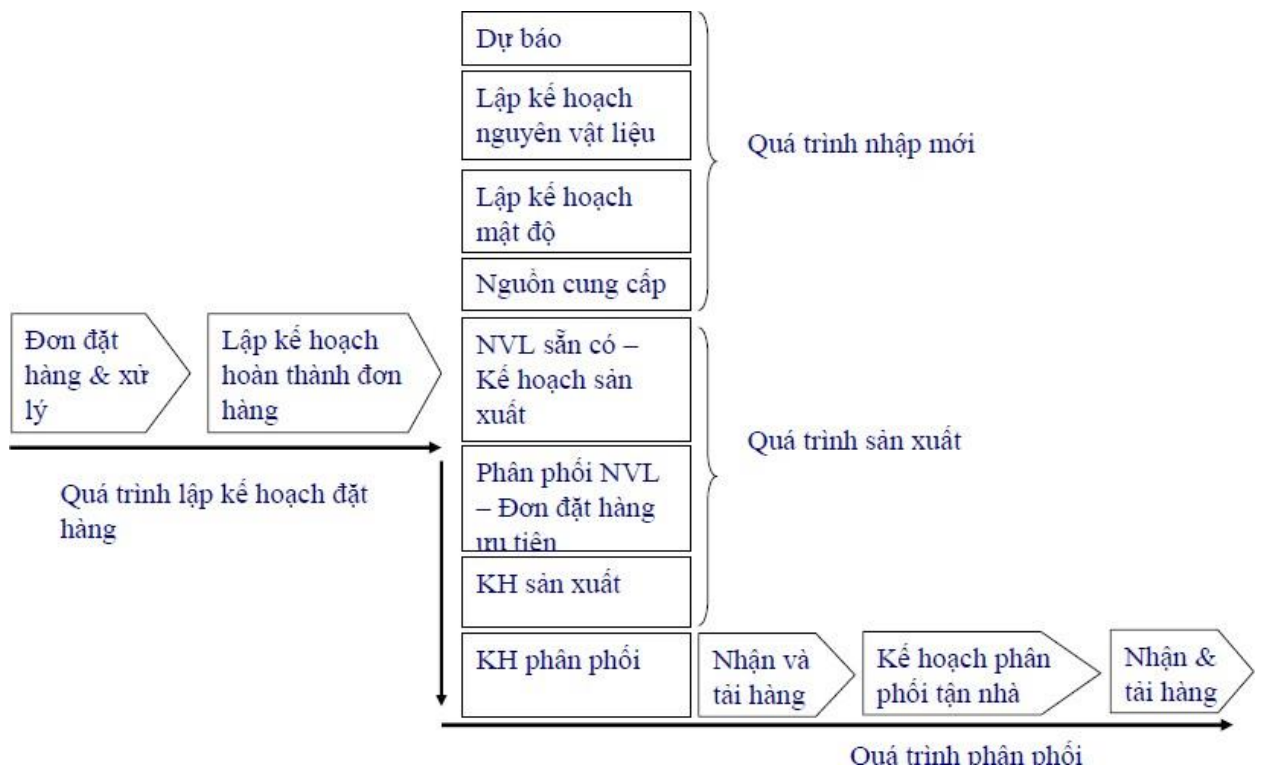 Dự báo
Lập kế hoạch
nguyên vật liệu
Quá trình nhập mới
Lập kế hoạch
mật độ
Nguồn cung cấp
Đơn đặt
hàng & xử
lý
Lập kế hoạch
hoàn thành đơn
hàng
NVL sẵn có –
Kế hoạch sản
xuất
Quá trình sản xuất
Quá trình lập kế hoạch đặt
hàng
Phân phối NVL
– Đơn đặt hàng
ưu tiên
KH sản xuất
KH phân phối
Nhận và
tải hàng
Kế hoạch phân
phối tận nhà
Nhận &
tải hàng
Quá trình phân phối